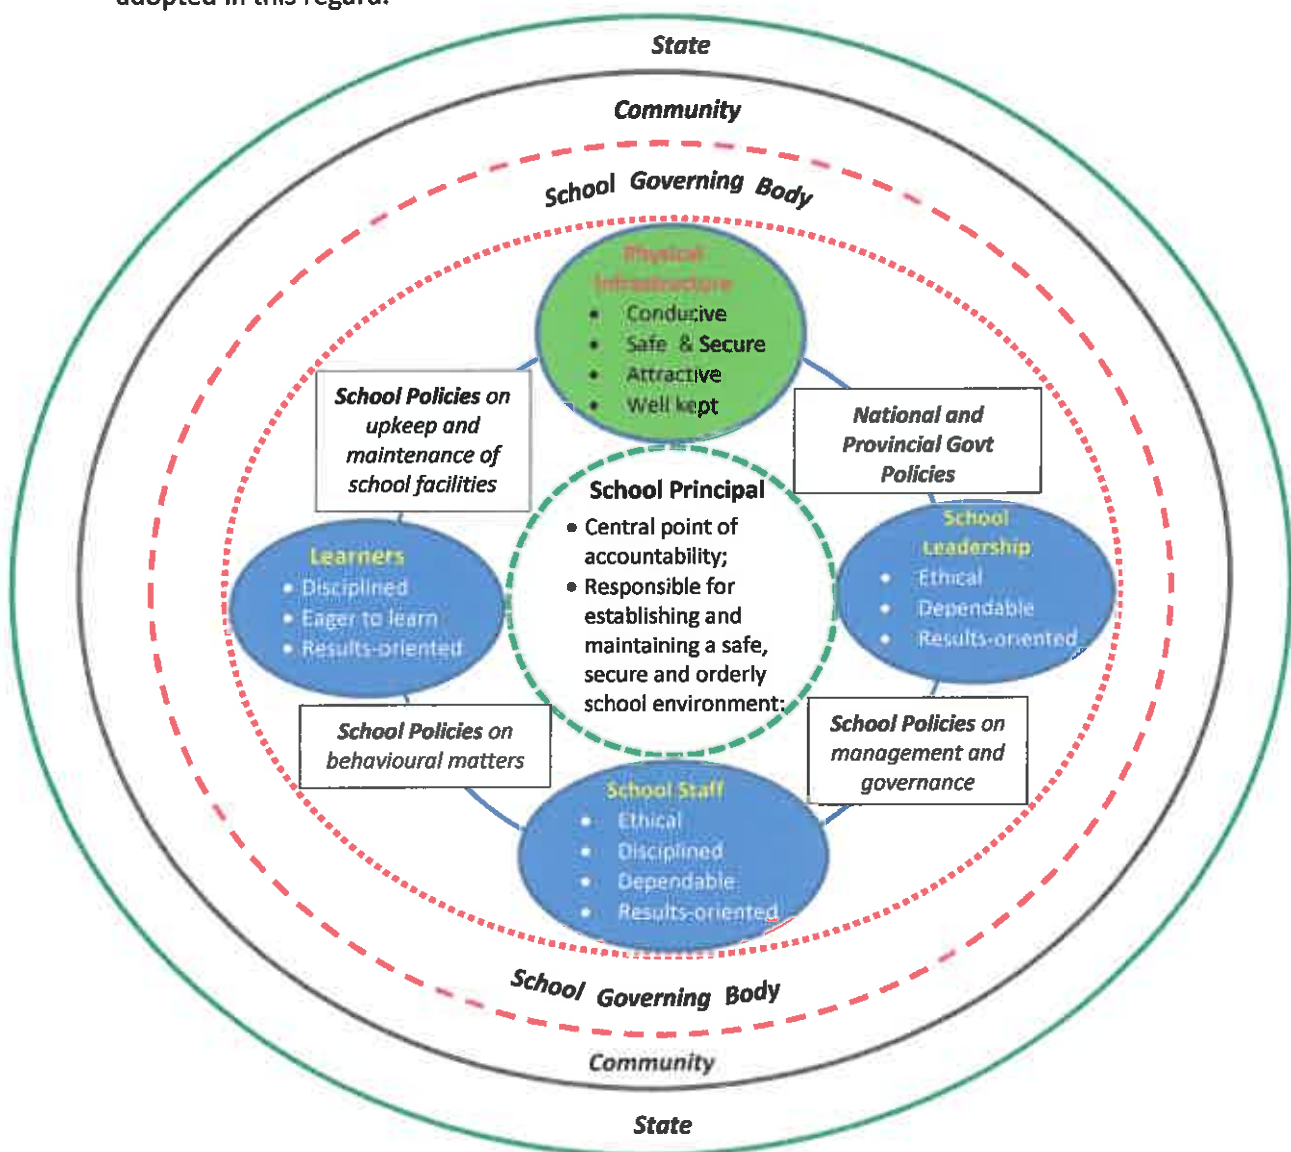 adopted in this regard.
State
Community
School Governing Body
Physical
Infrastructure
• Conducive
• Safe & Secure
• Attractive
• Well kept
School Policies on
upkeep and
maintenance of
school facilities
National and
Provincial Govt
Policies
School Principal
• Central point of
accountability;
• Responsible for
establishing and
maintaining a safe,
secure and orderly
school environment;
Learners
• Disciplined
• Eager to learn
• Results-oriented
School
Leadership
• Ethical
• Dependable
• Results-oriented
School Policies on
behavioural matters
School Policies on
management and
governance
School Staff
• Ethical
• Disciplined
• Dependable
• Results-oriented
School Governing Body
Community
State